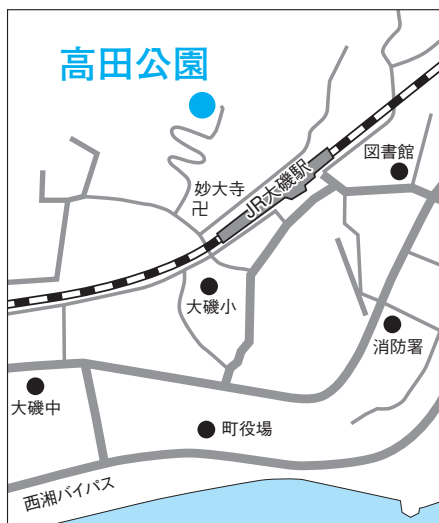 高田公園
図書館
妙大寺
卍
JR大磯駅
大磯小
消防署
大磯中
町役場
西湘バイパス